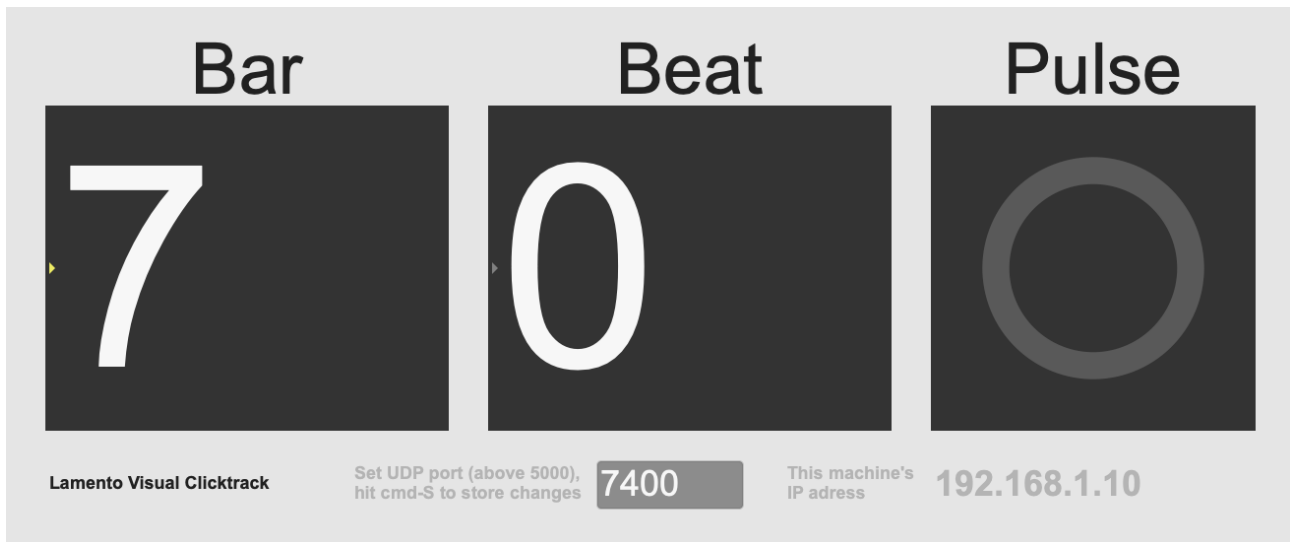 Bar
Beat
Pulse
7
0
Lamento Visual Clicktrack
Set UDP port (above 5000),
hit cmd-S to store changes
7400
This machine's
IP adress
192.168.1.10